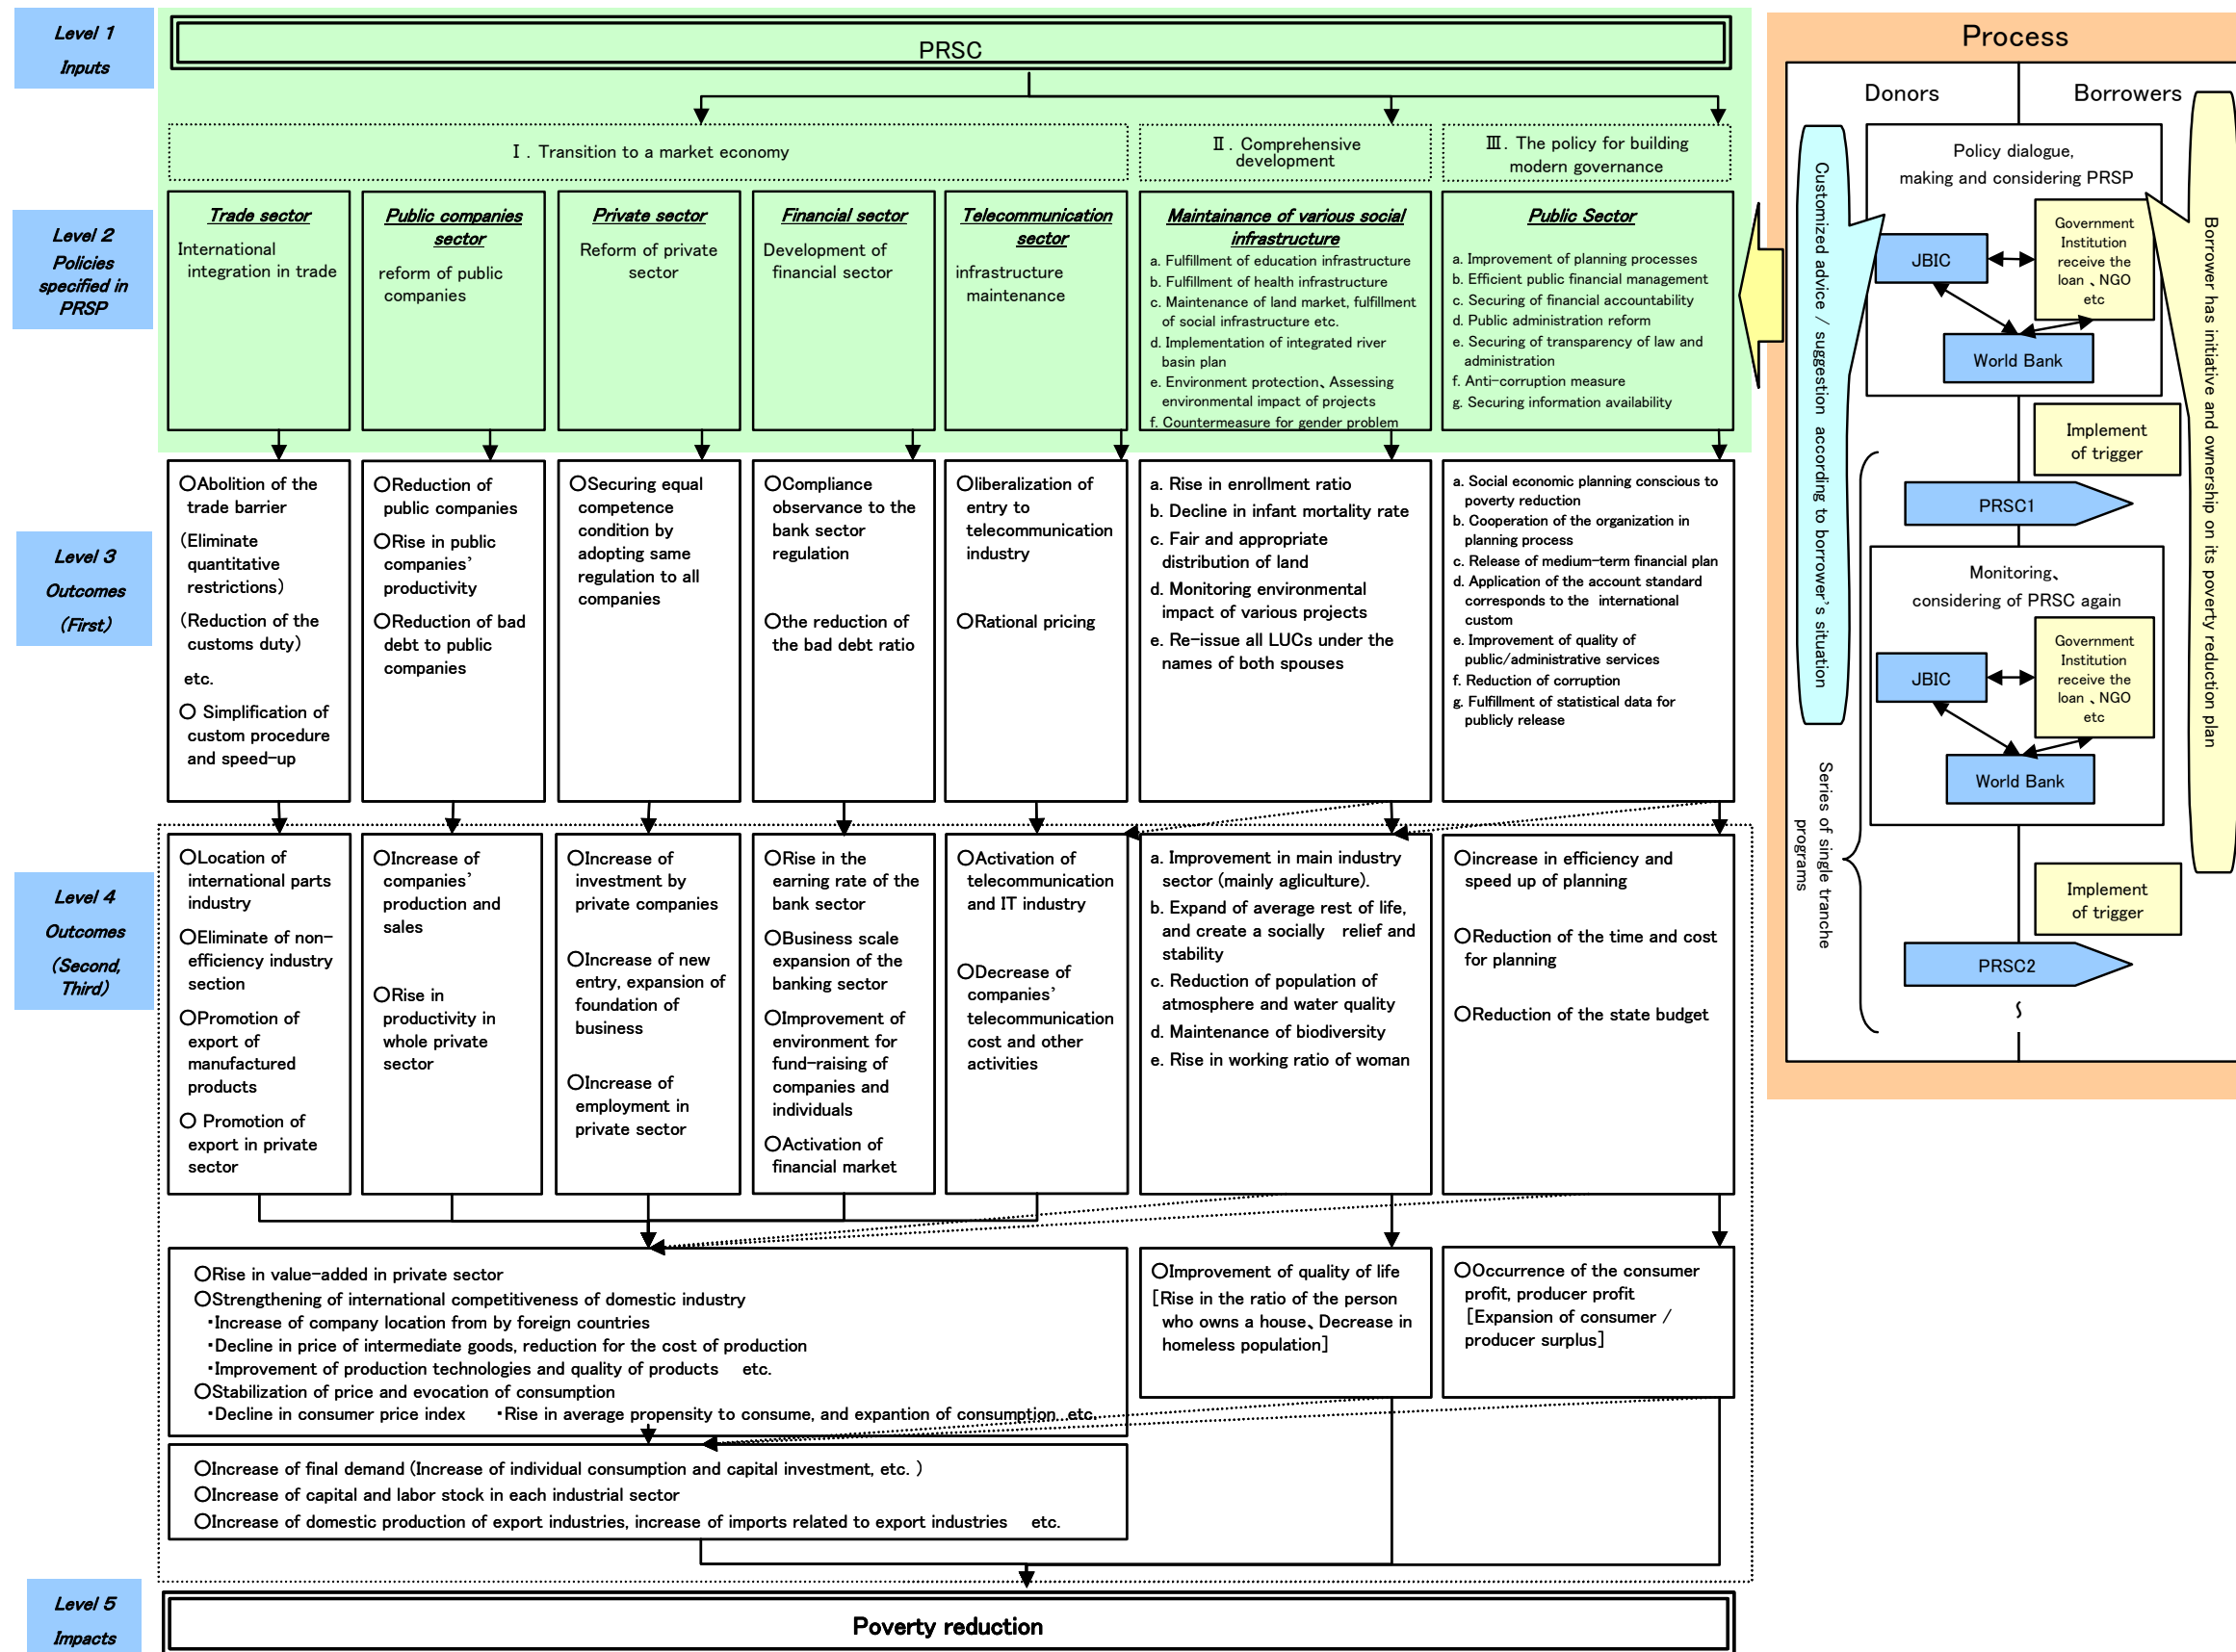 Level 1
Inputs
PRSC
Ⅰ. Transition to a market economy
Ⅱ. Comprehensive
development
Ⅲ. The policy for building
modern governance
Level 2
Policies
specified in
PRSP
Trade sector
International
integration in trade
Public companies
sector
reform of public
companies
Private sector
Reform of private
sector
Financial sector
Development of
financial sector
Telecommunication
sector
infrastructure
maintenance
Maintainance of various social
infrastructure
a. Fulfillment of education infrastructure
b. Fulfillment of health infrastructure
c. Maintenance of land market, fulfillment
of social infrastructure etc.
d. Implementation of integrated river
basin plan
e. Environment protection、Assessing
environmental impact of projects
f. Countermeasure for gender problem
Public Sector
a. Improvement of planning processes
b. Efficient public financial management
c. Securing of financial accountability
d. Public administration reform
e. Securing of transparency of law and
administration
f. Anti-corruption measure
g. Securing information availability
Level 3
Outcomes
(First)
○Abolition of the
trade barrier
(Eliminate
quantitative
restrictions)
(Reduction of the
customs duty)
etc.
○ Simplification of
custom procedure
and speed-up
○Reduction of
public companies
○Rise in public
companies'
productivity
○Reduction of bad
debt to public
companies
○Securing equal
competence
condition by
adopting same
regulation to all
companies
○Compliance
observance to the
bank sector
regulation
○the reduction of
the bad debt ratio
○liberalization of
entry to
telecommunication
industry
○Rational pricing
a. Rise in enrollment ratio
b. Decline in infant mortality rate
c. Fair and appropriate
distribution of land
d. Monitoring environmental
impact of various projects
e. Re-issue all LUCs under the
names of both spouses
a. Social economic planning conscious to
poverty reduction
b. Cooperation of the organization in
planning process
c. Release of medium-term financial plan
d. Application of the account standard
corresponds to the international
custom
e. Improvement of quality of
public/administrative services
f. Reduction of corruption
g. Fulfillment of statistical data for
publicly release
Level 4
Outcomes
(Second,
Third)
○Location of
international parts
industry
○Eliminate of non-
efficiency industry
section
○Promotion of
export of
manufactured
products
○ Promotion of
export in private
sector
○Increase of
companies'
production and
sales
○Rise in
productivity in
whole private
sector
○Increase of
investment by
private companies
○Increase of new
entry, expansion of
foundation of
business
○Increase of
employment in
private sector
○Rise in the
earning rate of the
bank sector
○Business scale
expansion of the
banking sector
○Improvement of
environment for
fund-raising of
companies and
individuals
○Activation of
financial market
○Activation of
telecommunication
and IT industry
○Decrease of
companies'
telecommunication
cost and other
activities
a. Improvement in main industry
sector (mainly agliculture).
b. Expand of average rest of life,
and create a socially relief and
stability
c. Reduction of population of
atmosphere and water quality
d. Maintenance of biodiversity
e. Rise in working ratio of woman
○increase in efficiency and
speed up of planning
○Reduction of the time and cost
for planning
○Reduction of the state budget
○Rise in value-added in private sector
○Strengthening of international competitiveness of domestic industry
・Increase of company location from by foreign countries
・Decline in price of intermediate goods, reduction for the cost of production
・Improvement of production technologies and quality of products etc.
○Stabilization of price and evocation of consumption
・Decline in consumer price index ・Rise in average propensity to consume, and expantion of consumption etc.
○Improvement of quality of life
[Rise in the ratio of the person
who owns a house、Decrease in
homeless population]
○Occurrence of the consumer
profit, producer profit
[Expansion of consumer /
producer surplus]
○Increase of final demand (Increase of individual consumption and capital investment, etc. )
○Increase of capital and labor stock in each industrial sector
○Increase of domestic production of export industries, increase of imports related to export industries etc.
Level 5
Impacts
Poverty reduction
Process
Donors
Borrowers
Customized advice / suggestion according to borrower's situation
Borrower has initiative and ownership on its poverty reduction plan
Policy dialogue,
making and considering PRSP
JBIC
Government
Institution
receive the
loan 、NGO
etc
World Bank
Implement
of trigger
PRSC1
Monitoring、
considering of PRSC again
JBIC
Government
Institution
receive the
loan 、NGO
etc
World Bank
Series of single tranche
programs
Implement
of trigger
PRSC2
～